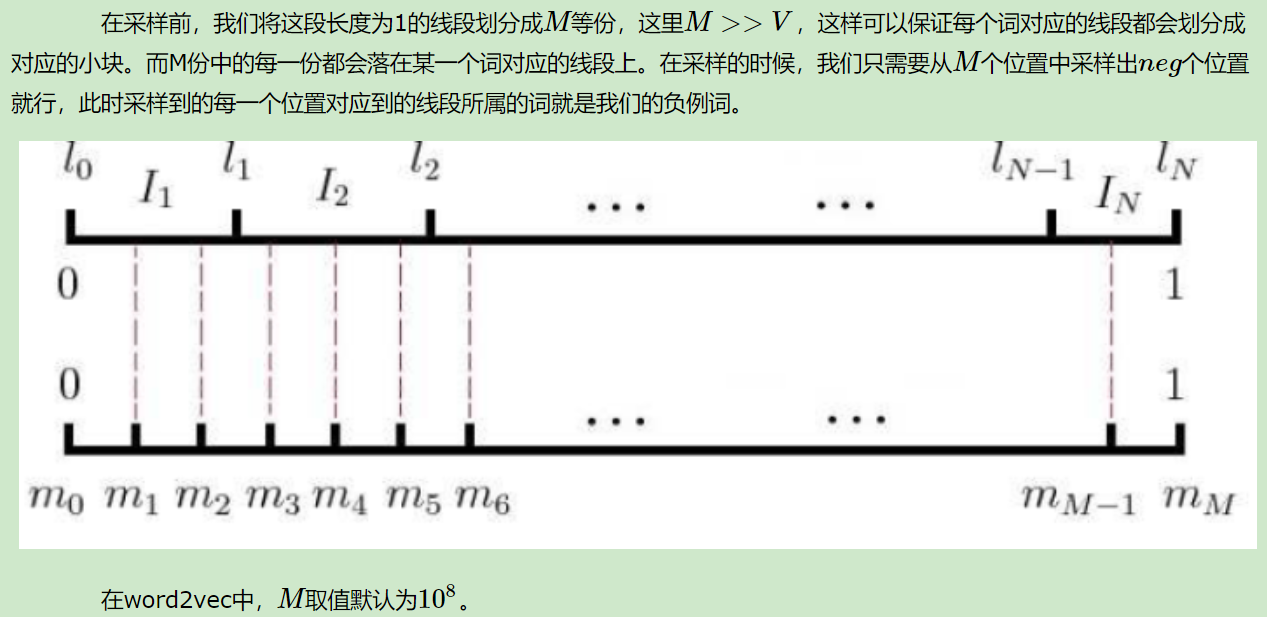 在采样前，我们将这段长度为1的线段划分成M等份，这里M >> V，这样可以保证每个词对应的线段都会划分成
对应的小块。而M份中的每一份都会落在某一个词对应的线段上。在采样的时候，我们只需要从M个位置中采样出neg个位置
就行，此时采样到的每一个位置对应到的线段所属的词就是我们的负例词。
l₀ l₁ l₂ l_{N−1} l_N
I₁ I₂ ... ... I_N
0 1
0 1
... ...
m₀ m₁ m₂ m₃ m₄ m₅ m₆ m_{M−1} m_M
在word2vec中，M取值默认为10⁸。